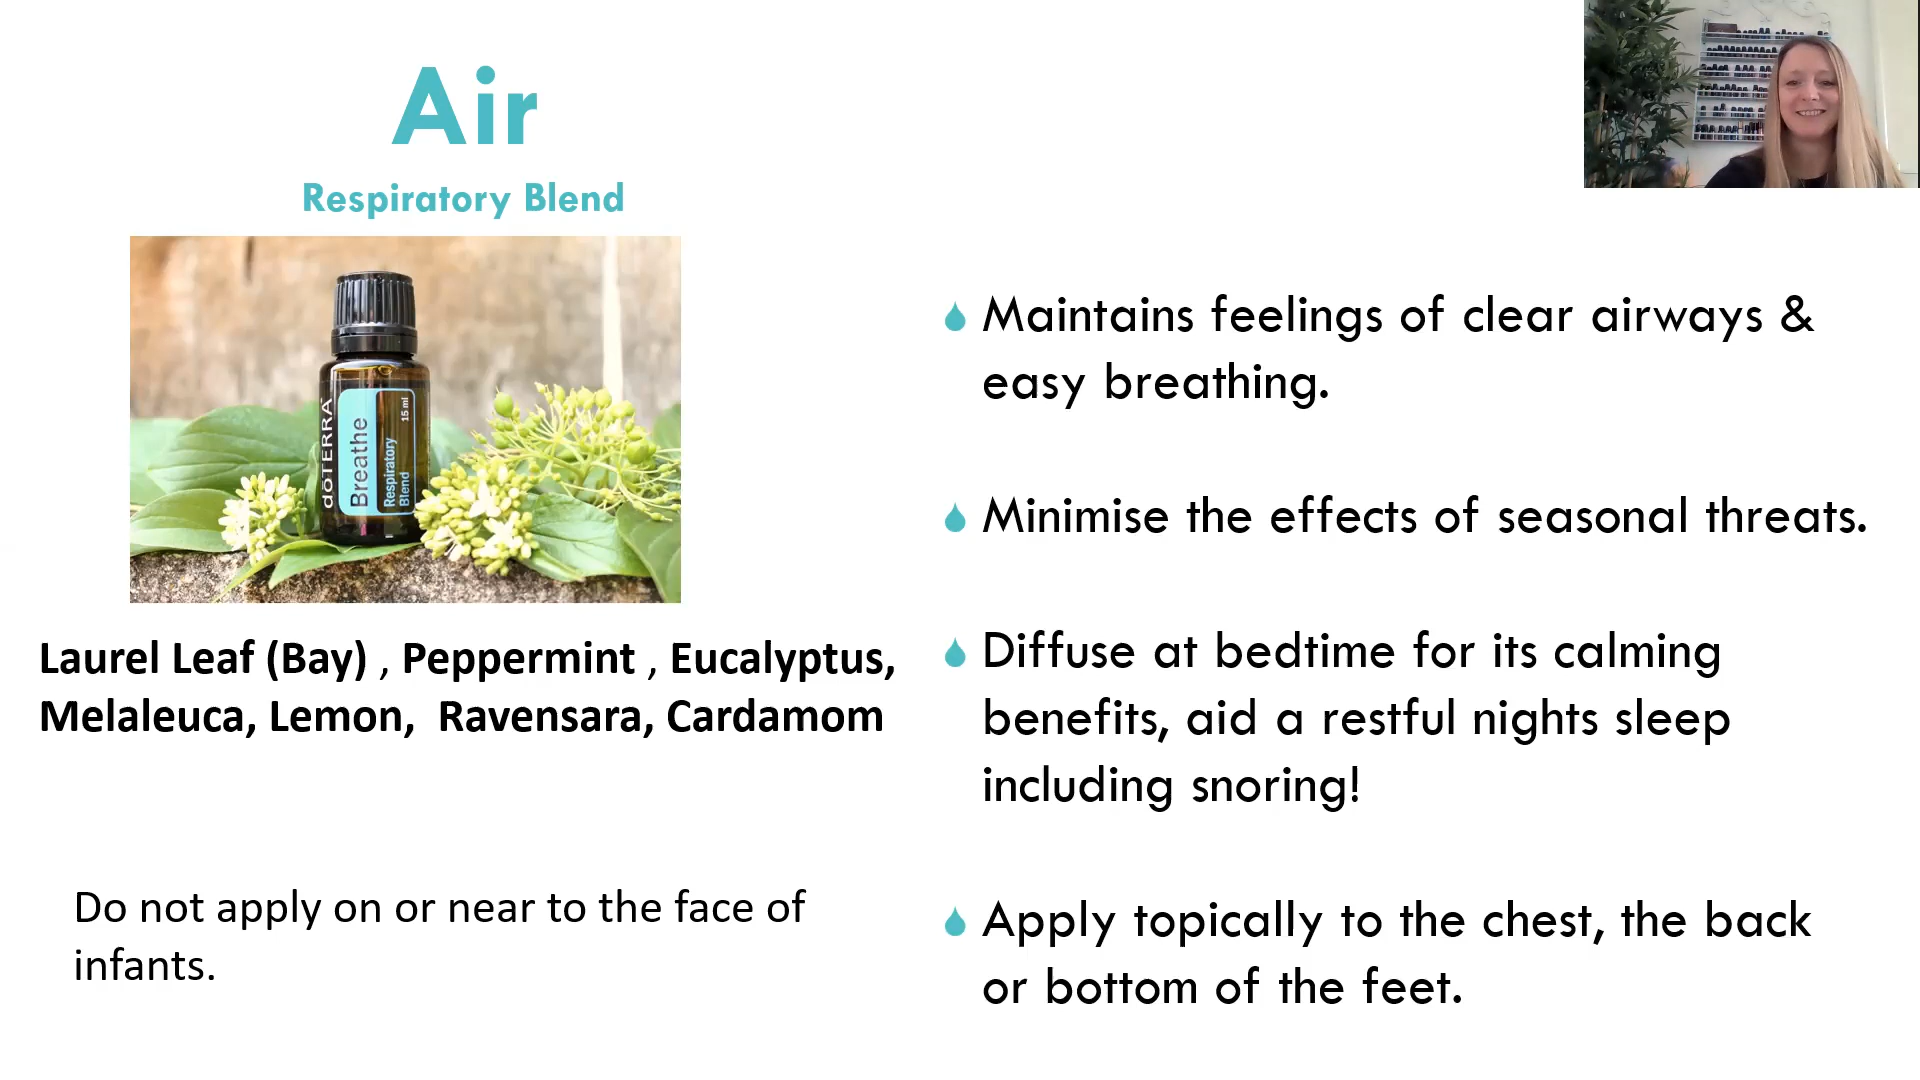 Air
Respiratory Blend
dōTERRA
Breathe
Respiratory
Blend
15 ml
Laurel Leaf (Bay) , Peppermint , Eucalyptus,
Melaleuca, Lemon, Ravensara, Cardamom
Do not apply on or near to the face of
infants.
Maintains feelings of clear airways &
easy breathing.
Minimise the effects of seasonal threats.
Diffuse at bedtime for its calming
benefits, aid a restful nights sleep
including snoring!
Apply topically to the chest, the back
or bottom of the feet.